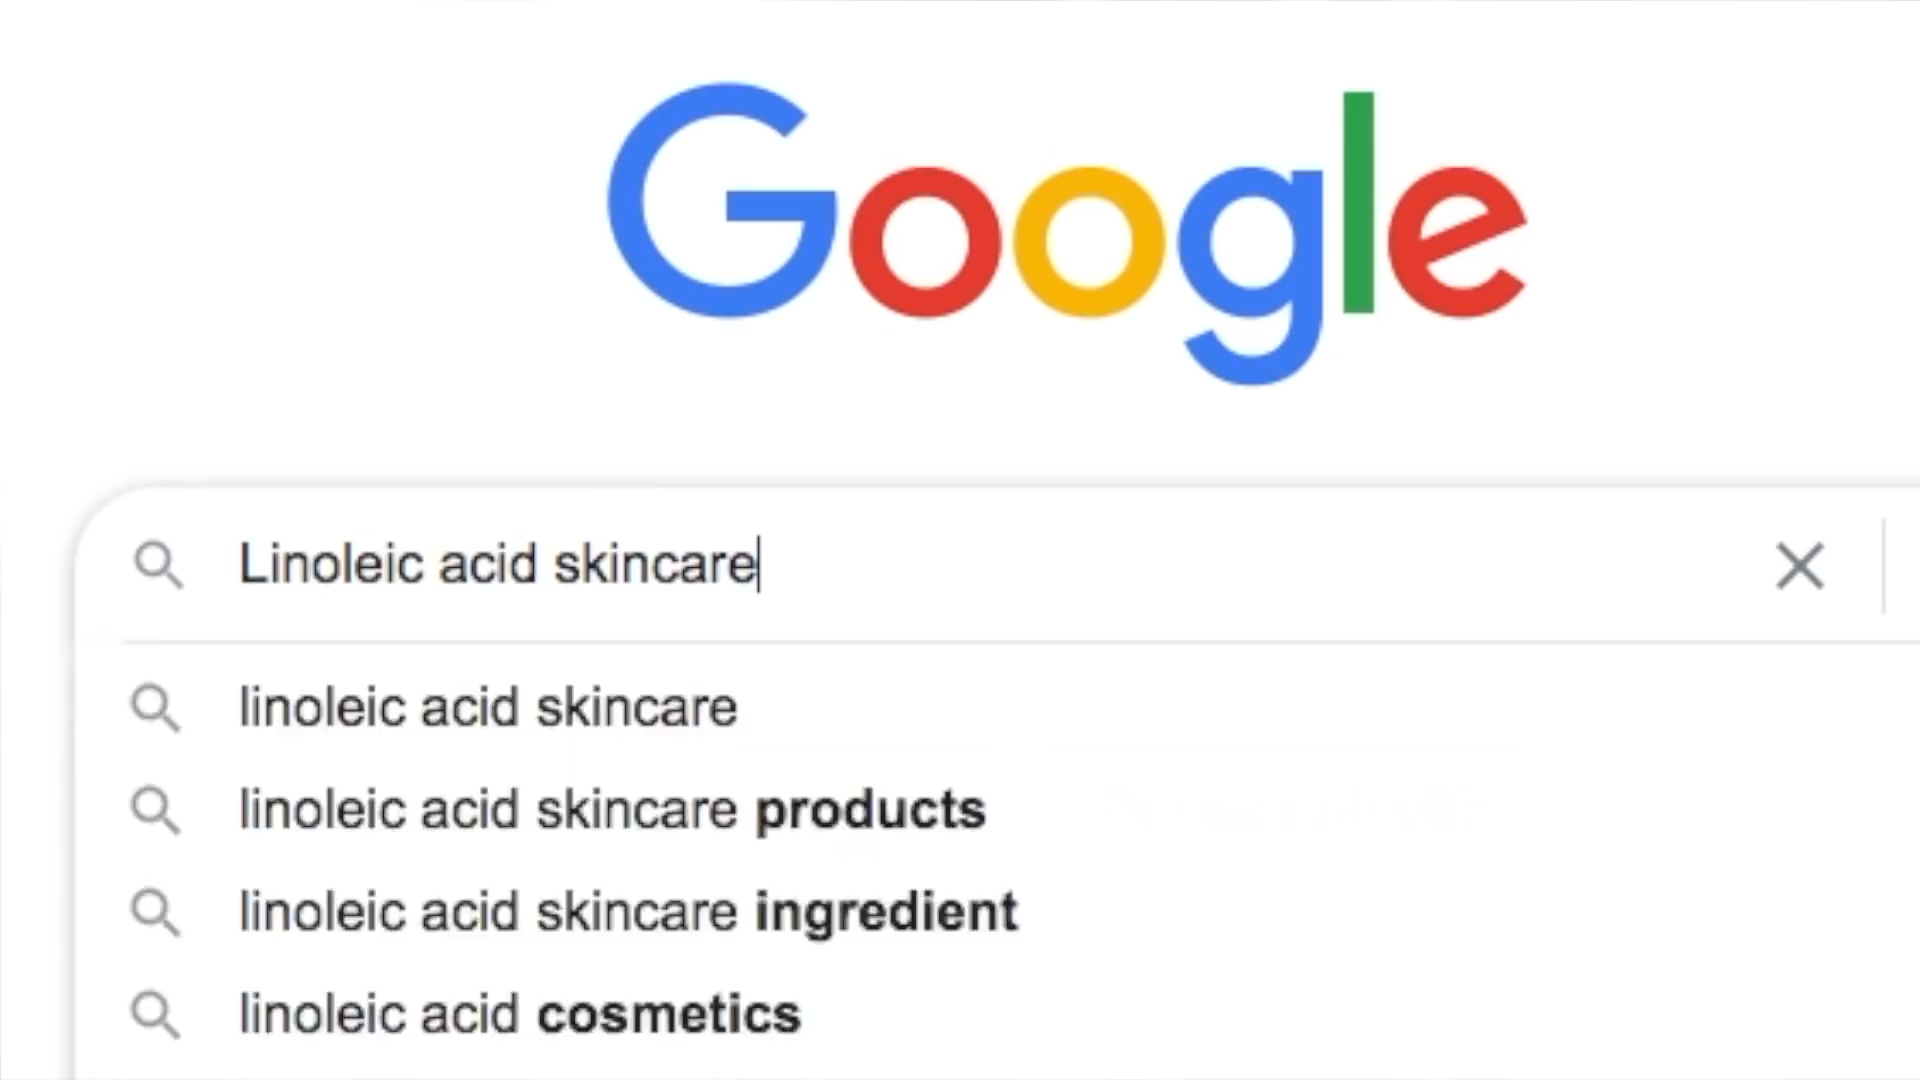 Google
Linoleic acid skincare
linoleic acid skincare
linoleic acid skincare products
linoleic acid skincare ingredient
linoleic acid cosmetics